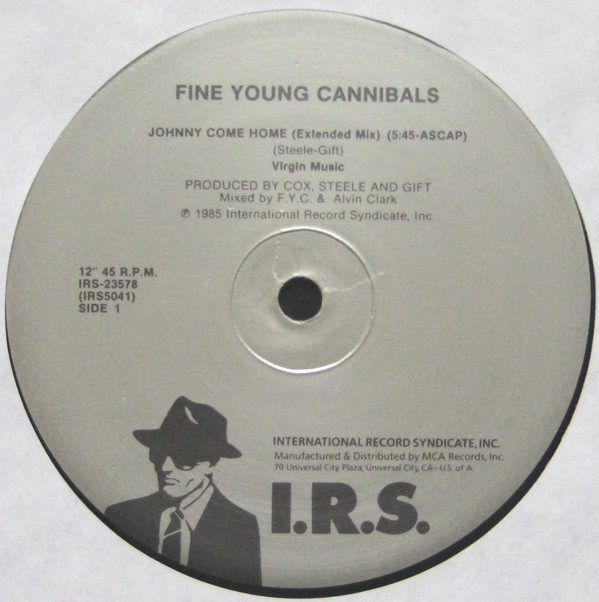 FINE YOUNG CANNIBALS
JOHNNY COME HOME (Extended Mix) (5:45-ASCAP)
(Steele-Gift)
Virgin Music
PRODUCED BY COX, STEELE AND GIFT
Mixed by F.Y.C. & Alvin Clark
℗ 1985 International Record Syndicate, Inc.
12" 45 R.P.M.
IRS-23578
(IRS5041)
SIDE 1
INTERNATIONAL RECORD SYNDICATE, INC.
Manufactured & Distributed by MCA Records, Inc.
70 Universal City Plaza, Universal City, CA-U.S. of A.
I.R.S.